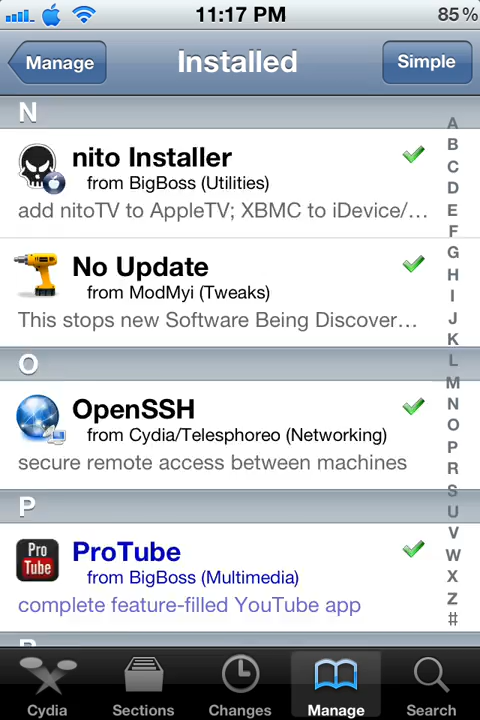 11:17 PM
85 %
Manage
Installed
Simple
N
nito Installer
from BigBoss (Utilities)
add nitoTV to AppleTV; XBMC to iDevice/…
No Update
from ModMyi (Tweaks)
This stops new Software Being Discover…
O
OpenSSH
from Cydia/Telesphoreo (Networking)
secure remote access between machines
P
Pro
Tube
ProTube
from BigBoss (Multimedia)
complete feature-filled YouTube app
A
B
C
D
E
F
G
H
I
J
K
L
M
N
O
P
R
S
U
V
W
X
Z
#
Cydia
Sections
Changes
Manage
Search